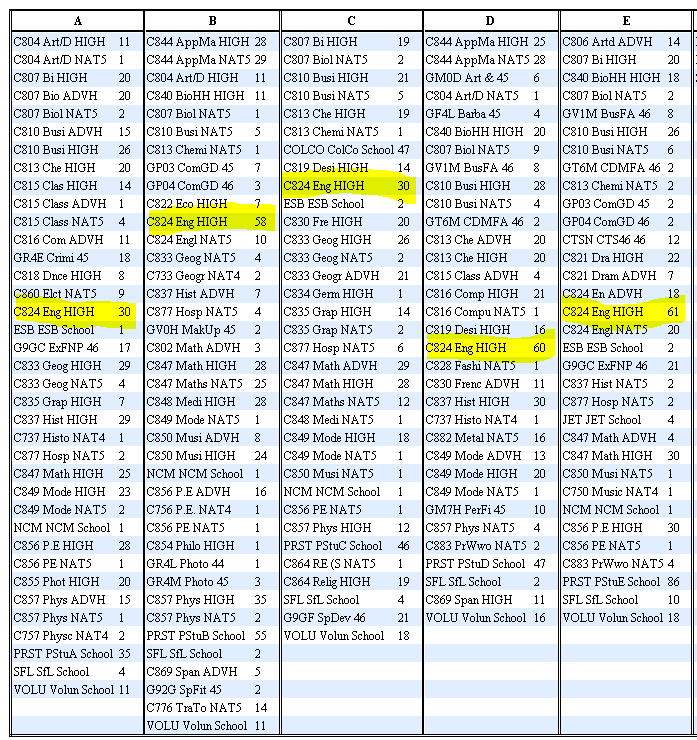 A
C804 Art/D HIGH 11
C804 Art/D NAT5 1
C807 Bi HIGH 20
C807 Bio ADVH 20
C807 Biol NAT5 2
C810 Busi ADVH 15
C810 Busi HIGH 26
C813 Che HIGH 20
C815 Clas HIGH 14
C815 Class ADVH 1
C815 Class NAT5 4
C816 Com ADVH 11
GR4E Crimi 45 18
C818 Dnce HIGH 8
C860 Elct NAT5 9
C824 Eng HIGH 30
ESB ESB School 1
G9GC ExFNP 46 17
C833 Geog HIGH 29
C833 Geog NAT5 4
C835 Grap HIGH 7
C837 Hist HIGH 29
C737 Histo NAT4 1
C877 Hosp NAT5 2
C847 Math HIGH 25
C849 Mode HIGH 23
C849 Mode NAT5 2
NCM NCM School 1
C856 P.E HIGH 28
C856 PE NAT5 1
C855 Phot HIGH 20
C857 Phys ADVH 15
C857 Phys NAT5 1
C757 Physc NAT4 2
PRST PStuA School 35
SFL SfL School 4
VOLU Volun School 11
B
C844 AppMa HIGH 28
C844 AppMa NAT5 29
C804 Art/D HIGH 11
C840 BioHH HIGH 11
C807 Biol NAT5 1
C810 Busi NAT5 5
C813 Chemi NAT5 1
GP03 ComGD 45 7
GP04 ComGD 46 3
C822 Eco HIGH 7
C824 Eng HIGH 58
C824 Engl NAT5 10
C833 Geog NAT5 4
C733 Geogr NAT4 2
C837 Hist ADVH 7
C877 Hosp NAT5 4
GV0H MakUp 45 2
C802 Math ADVH 3
C847 Math HIGH 28
C847 Maths NAT5 25
C848 Medi HIGH 28
C849 Mode NAT5 1
C850 Musi ADVH 8
C850 Musi HIGH 24
NCM NCM School 1
C856 P.E ADVH 16
C756 P.E. NAT4 1
C856 PE NAT5 1
C854 Philo HIGH 1
GR4L Photo 44 1
GR4M Photo 45 3
C857 Phys HIGH 35
C857 Phys NAT5 2
PRST PStuB School 55
SFL SfL School 2
C869 Span ADVH 5
G92G SpFit 45 2
C776 TraTo NAT5 14
VOLU Volun School 11
C
C807 Bi HIGH 19
C807 Biol NAT5 2
C810 Busi HIGH 21
C810 Busi NAT5 5
C813 Che HIGH 19
C813 Chemi NAT5 1
COLCO ColCo School 47
C819 Desi HIGH 14
C824 Eng HIGH 30
ESB ESB School 2
C830 Fre HIGH 20
C833 Geog HIGH 26
C833 Geogr ADVH 21
C834 Germ HIGH 1
C835 Grap HIGH 14
C835 Grap NAT5 2
C877 Hosp NAT5 6
C847 Math ADVH 29
C847 Math HIGH 28
C847 Maths NAT5 12
C848 Medi NAT5 1
C849 Mode HIGH 18
C849 Mode NAT5 1
C850 Musi NAT5 1
NCM NCM School 1
C856 PE NAT5 1
C857 Phys HIGH 12
PRST PStuC School 46
C864 RE (S NAT5 1
C864 Relig HIGH 19
SFL SfL School 4
G9GF SpDev 46 21
VOLU Volun School 18
D
C844 AppMa HIGH 25
C844 AppMa NAT5 28
GM0D Art & 45 6
C804 Art/D NAT5 1
GF4L Barba 45 4
C840 BioHH HIGH 20
C807 Biol NAT5 9
GV1M BusFA 46 8
C810 Busi HIGH 28
C810 Busi NAT5 4
GT6M CDMFA 46 2
C813 Che ADVH 20
C813 Che HIGH 20
C815 Class ADVH 4
C816 Comp HIGH 21
C816 Compu NAT5 1
C819 Desi HIGH 16
C824 Eng HIGH 60
C828 Fashi NAT5 1
C830 Frenc ADVH 11
C837 Hist HIGH 30
C737 Histo NAT4 1
C882 Metal NAT5 16
C849 Mode ADVH 13
C849 Mode HIGH 20
C849 Mode NAT5 1
GM7H PerFi 45 10
C857 Phys NAT5 4
C883 PrWwo NAT5 2
PRST PStuD School 47
SFL SfL School 2
C869 Span HIGH 11
VOLU Volun School 16
E
C806 Artd ADVH 14
C807 Bi HIGH 20
C840 BioHH HIGH 18
C807 Biol NAT5 2
GV1M BusFA 46 8
C810 Busi HIGH 26
GT6M CDMFA 46 2
C813 Chemi NAT5 2
GP03 ComGD 45 2
GP04 ComGD 46 2
CTSN CTS46 46 12
C821 Dra HIGH 22
C821 Dram ADVH 7
C824 En ADVH 18
C824 Eng HIGH 61
C824 Engl NAT5 20
ESB ESB School 2
G9GC ExFNP 46 21
C837 Hist NAT5 2
C877 Hosp NAT5 2
JET JET School 4
C847 Math ADVH 4
C847 Math HIGH 30
C850 Musi NAT5 1
C750 Music NAT4 1
NCM NCM School 1
C856 P.E HIGH 30
C856 PE NAT5 1
C883 PrWwo NAT5 4
PRST PStuE School 86
SFL SfL School 10
VOLU Volun School 18